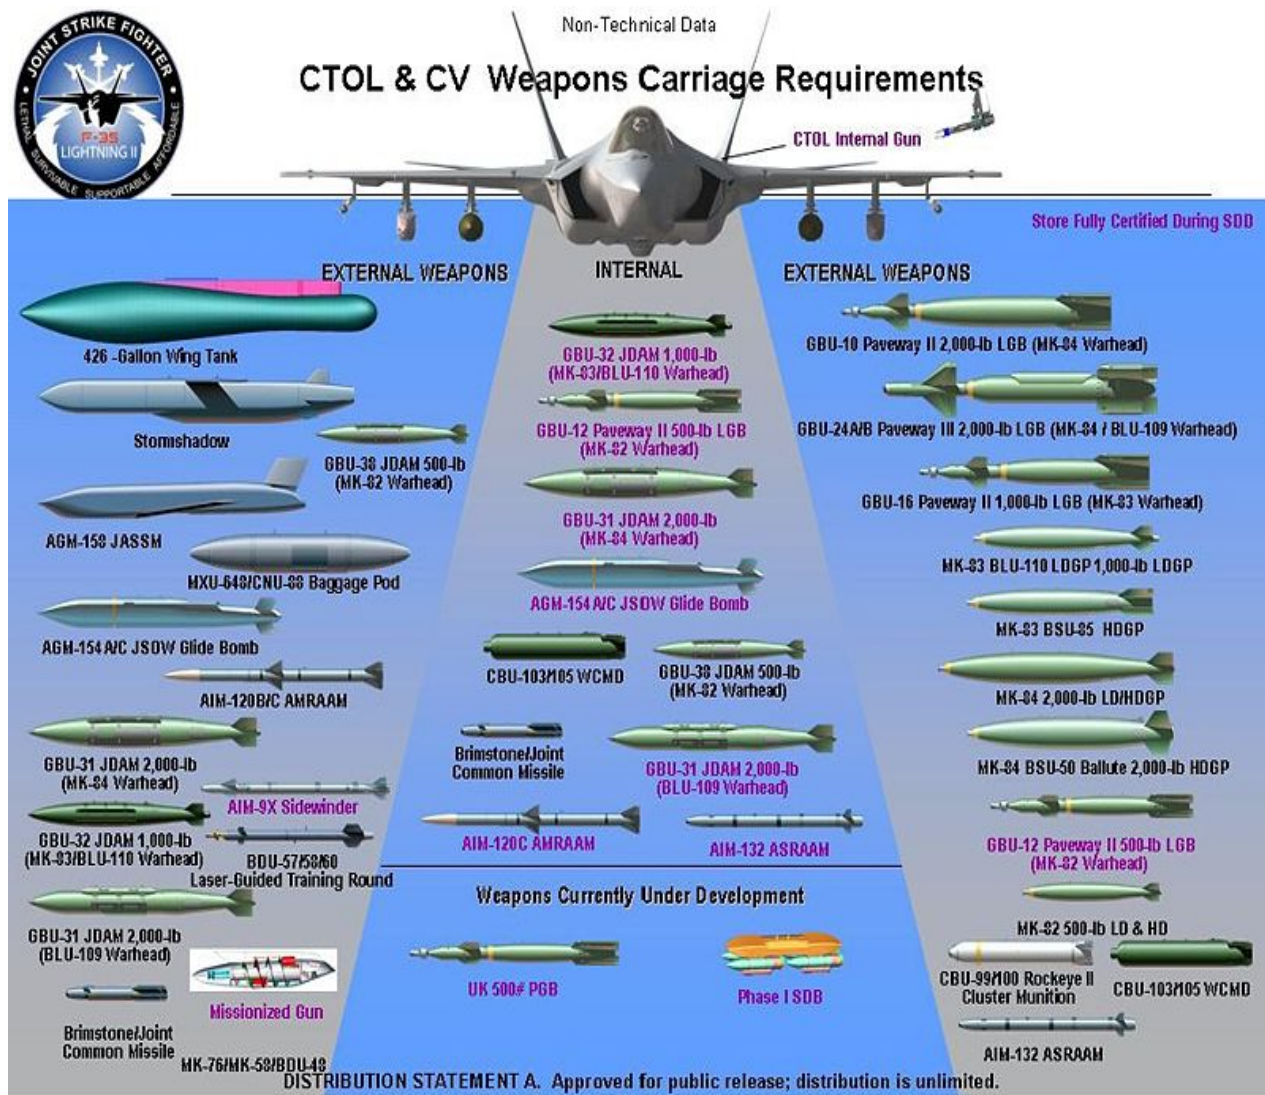 Non-Technical Data
CTOL & CV Weapons Carriage Requirements
JOINT STRIKE FIGHTER
F-35
LIGHTNING II
LETHAL SURVIVABLE SUPPORTABLE AFFORDABLE
CTOL Internal Gun
Store Fully Certified During SDD
EXTERNAL WEAPONS
426 -Gallon Wing Tank
Stormshadow
GBU-38 JDAM 500-lb
(MK-82 Warhead)
AGM-158 JASSM
MXU-648/CNU-88 Baggage Pod
AGM-154 A/C JSOW Glide Bomb
AIM-120B/C AMRAAM
GBU-31 JDAM 2,000-lb
(MK-84 Warhead)
AIM-9X Sidewinder
GBU-32 JDAM 1,000-lb
(MK-83/BLU-110 Warhead)
BDU-57/58/60
Laser-Guided Training Round
GBU-31 JDAM 2,000-lb
(BLU-109 Warhead)
Missionized Gun
Brimstone/Joint
Common Missile
MK-76/MK-58/BDU-48
INTERNAL
GBU-32 JDAM 1,000-lb
(MK-83/BLU-110 Warhead)
GBU-12 Paveway II 500-lb LGB
(MK-82 Warhead)
GBU-31 JDAM 2,000-lb
(MK-84 Warhead)
AGM-154 A/C JSOW Glide Bomb
CBU-103/105 WCMD
GBU-38 JDAM 500-lb
(MK-82 Warhead)
Brimstone/Joint
Common Missile
GBU-31 JDAM 2,000-lb
(BLU-109 Warhead)
AIM-120C AMRAAM
AIM-132 ASRAAM
Weapons Currently Under Development
UK 500# PGB
Phase I SDB
EXTERNAL WEAPONS
GBU-10 Paveway II 2,000-lb LGB (MK-84 Warhead)
GBU-24A/B Paveway III 2,000-lb LGB (MK-84 / BLU-109 Warhead)
GBU-16 Paveway II 1,000-lb LGB (MK-83 Warhead)
MK-83 BLU-110 LDGP 1,000-lb LDGP
MK-83 BSU-85 HDGP
MK-84 2,000-lb LD/HDGP
MK-84 BSU-50 Ballute 2,000-lb HDGP
GBU-12 Paveway II 500-lb LGB
(MK-82 Warhead)
MK-82 500-lb LD & HD
CBU-99/100 Rockeye II
Cluster Munition
CBU-103/105 WCMD
AIM-132 ASRAAM
DISTRIBUTION STATEMENT A. Approved for public release; distribution is unlimited.